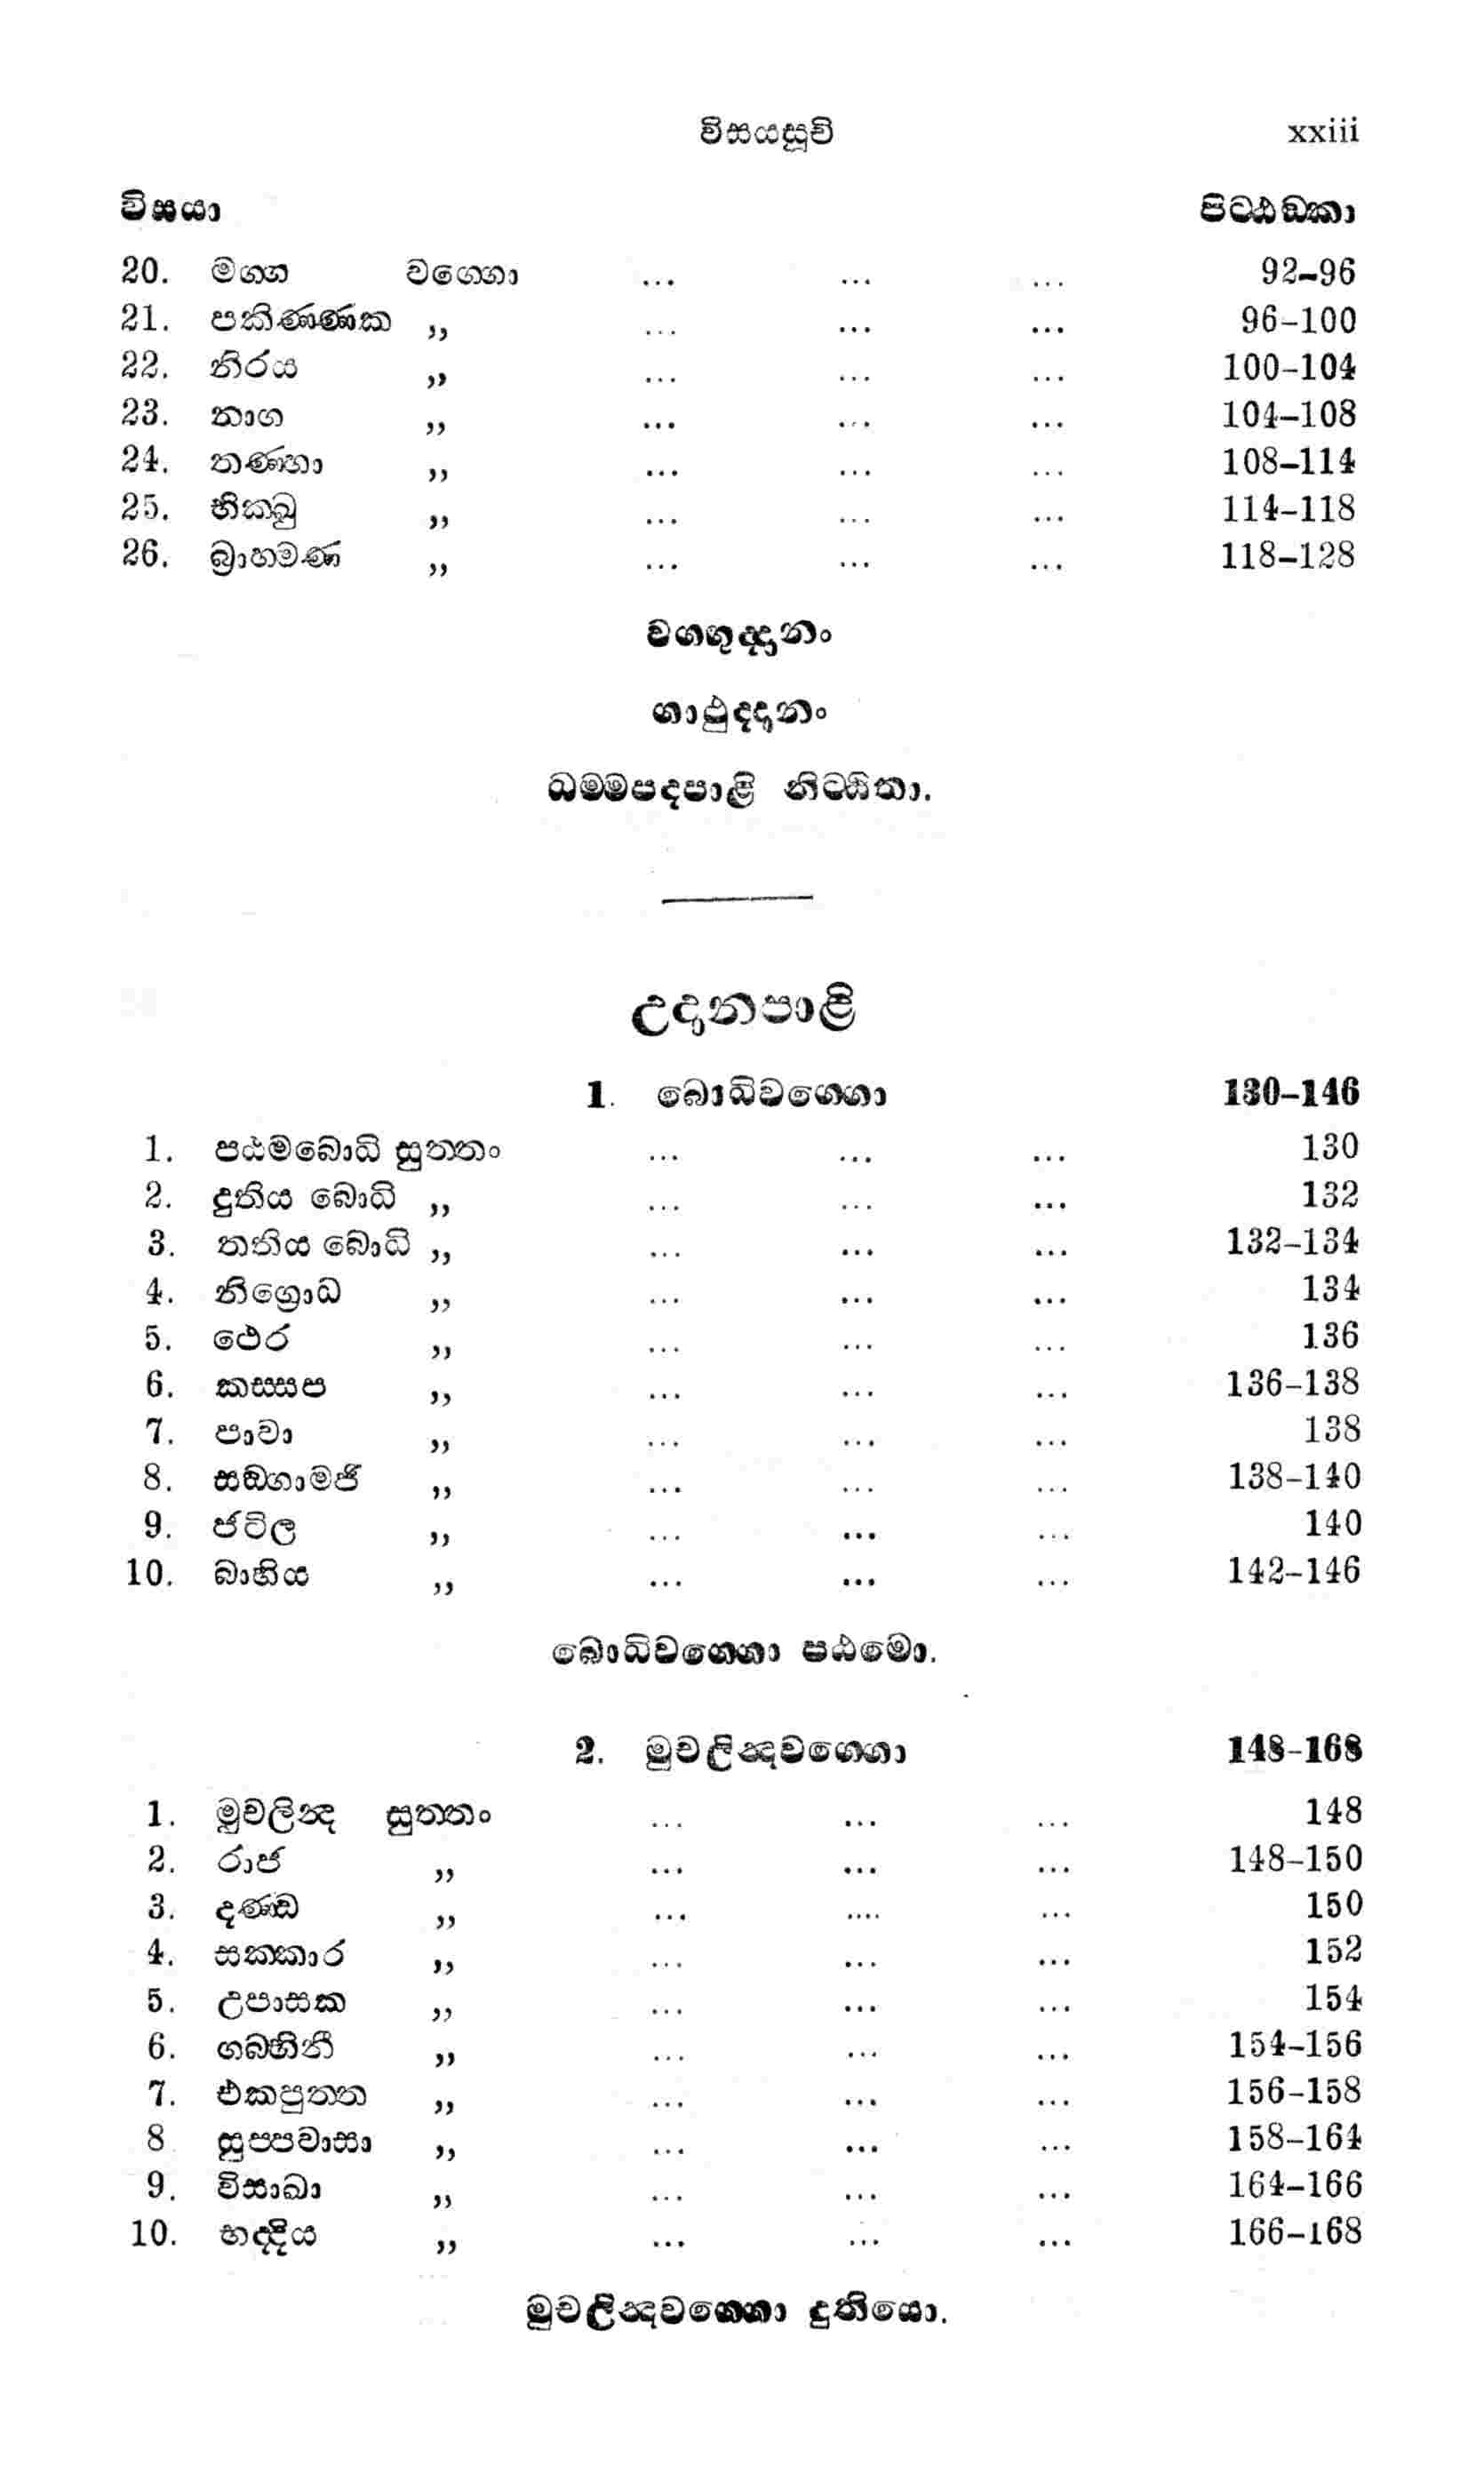 විසයසූචි xxiii
විසයා පිට්ඨඞ්කා
20. මග්ග වග්ගො ... ... ... 92–96
21. පකිණ්ණක ,, ... ... ... 96–100
22. නිරය ,, ... ... ... 100–104
23. නාග ,, ... ... ... 104–108
24. තණ්හා ,, ... ... ... 108–114
25. භික්ඛු ,, ... ... ... 114–118
26. බ්‍රාහ්මණ ,, ... ... ... 118–128
වග්ගුද්දානං
ගාථුද්දානං
ධම්මපදපාළි නිට්ඨිතා.
උදානපාළි
1. බොධිවග්ගො 130–146
1. පඨමබොධි සුත්තං ... ... ... 130
2. දුතිය බොධි ,, ... ... ... 132
3. තතිය බොධි ,, ... ... ... 132–134
4. නිග්‍රොධ ,, ... ... ... 134
5. ථෙර ,, ... ... ... 136
6. කස්සප ,, ... ... ... 136–138
7. පාවා ,, ... ... ... 138
8. සඞ්ගාමජි ,, ... ... ... 138–140
9. ජටිල ,, ... ... ... 140
10. බාහිය ,, ... ... ... 142–146
බොධිවග්ගො පඨමො.
2. මුචලින්දවග්ගො 148–168
1. මුචලින්ද සුත්තං ... ... ... 148
2. රාජ ,, ... ... ... 148–150
3. දණ්ඩ ,, ... .... ... 150
4. සක්කාර ,, ... ... ... 152
5. උපාසක ,, ... ... ... 154
6. ගබ්භිනී ,, ... ... ... 154–156
7. එකපුත්ත ,, ... ... ... 156–158
8 සුප්පවාසා ,, ... ... ... 158–164
9. විසාඛා ,, ... ... ... 164–166
10. භද්දිය ,, ... ... ... 166–168
මුචලින්දවග්ගො දුතියො.